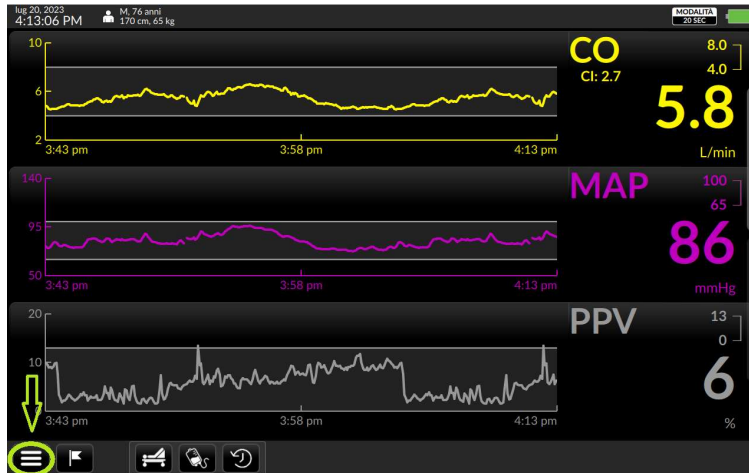 lug 20, 2023
4:13:06 PM
M, 76 anni
170 cm, 65 kg
MODALITÀ
20 SEC
10
6
2
3:43 pm
3:58 pm
4:13 pm
CO
CI: 2.7
8.0
4.0
5.8
L/min
140
95
50
3:43 pm
3:58 pm
4:13 pm
MAP
100
65
86
mmHg
20
10
0
3:43 pm
3:58 pm
4:13 pm
PPV
13
0
6
%